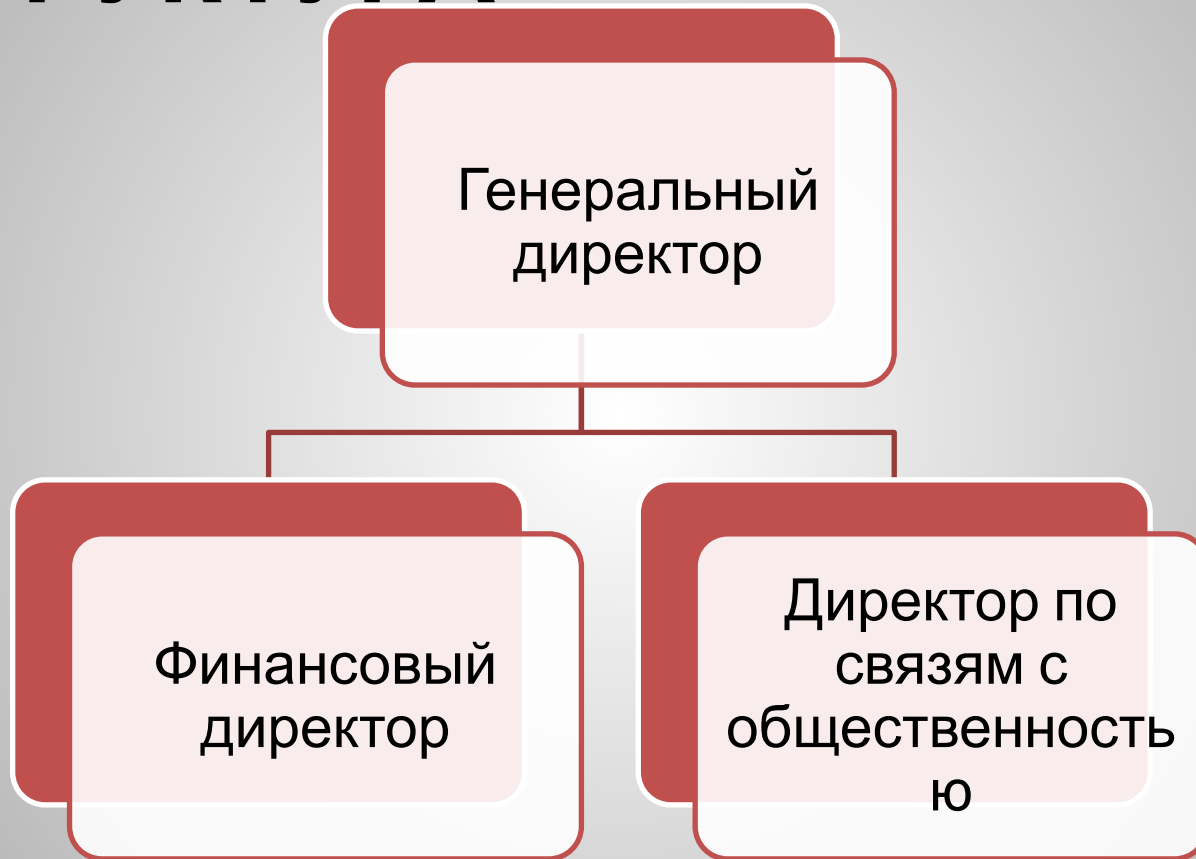 Генеральный
директор
Финансовый
директор
Директор по
связям с
общественность
ю